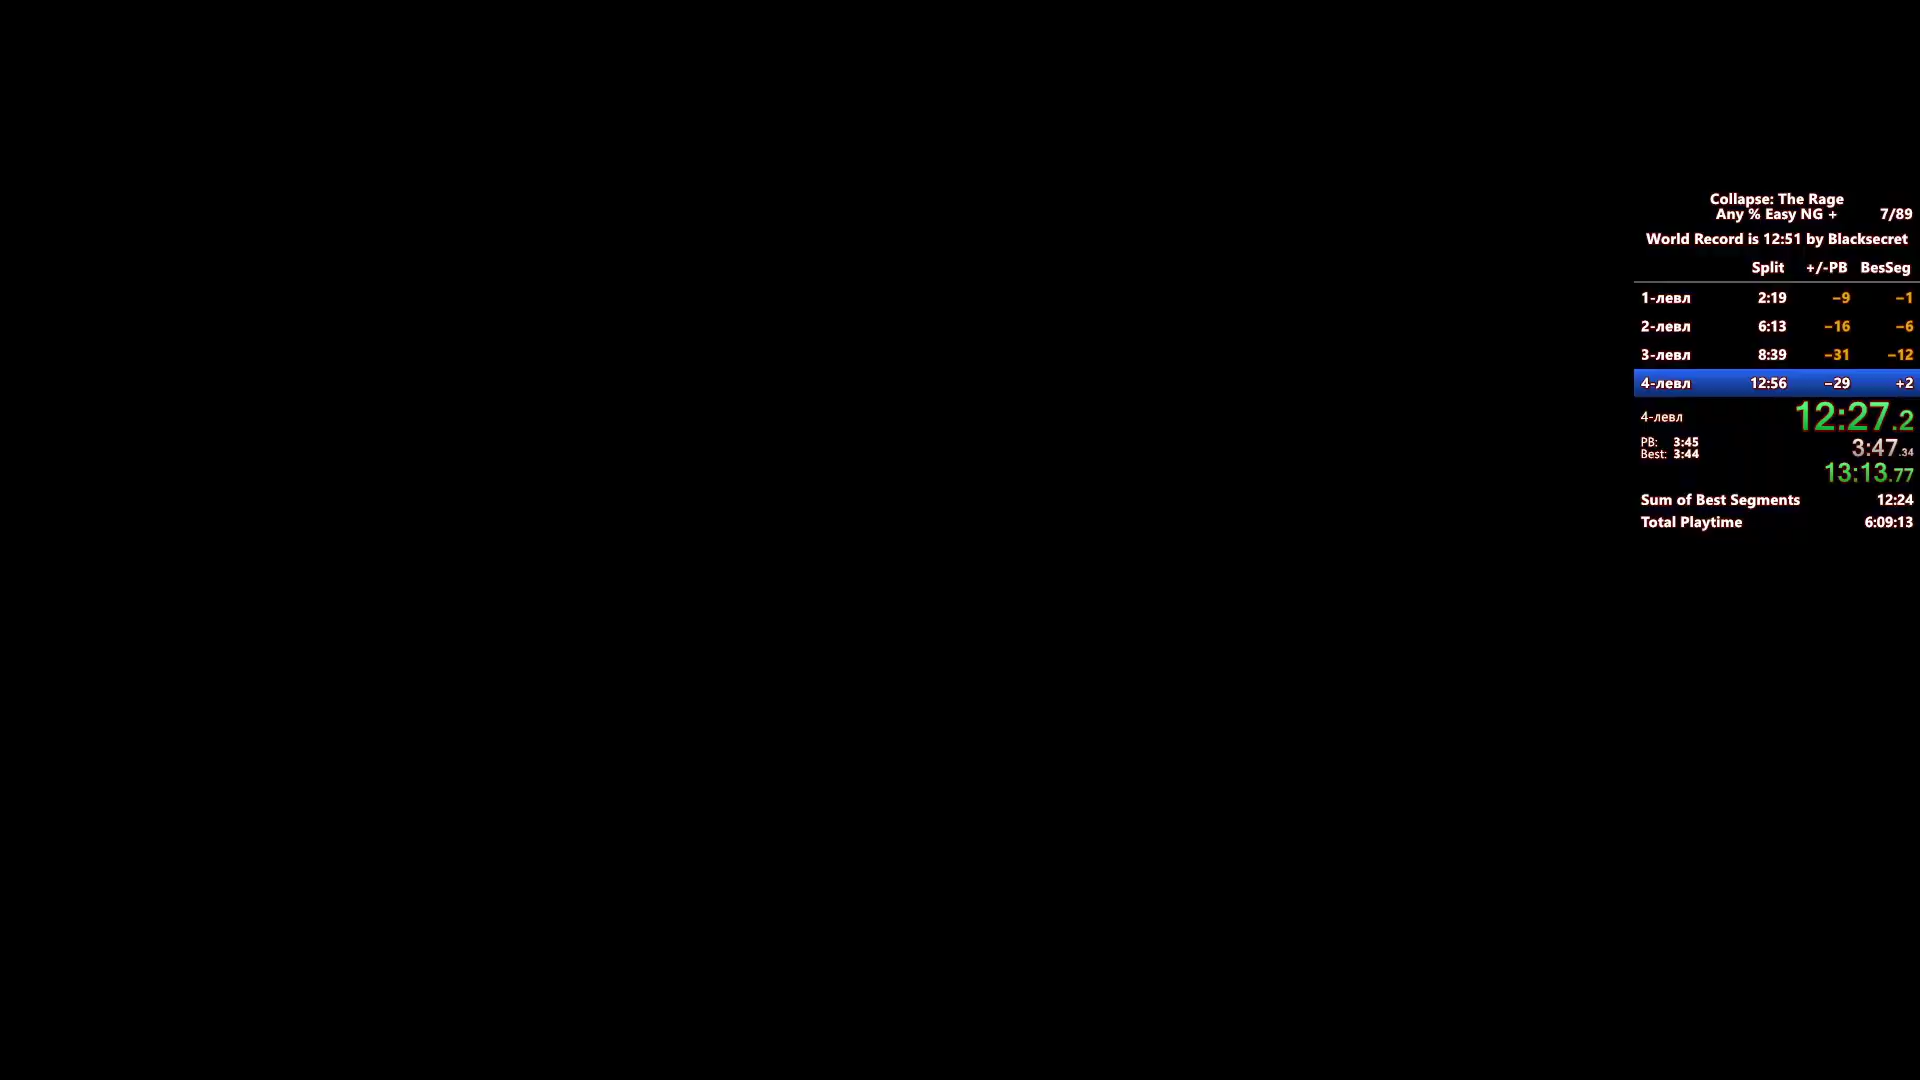 Collapse: The Rage
Any % Easy NG + 7/89
World Record is 12:51 by Blacksecret
Split +/-PB BesSeg
1-левл 2:19 −9 −1
2-левл 6:13 −16 −6
3-левл 8:39 −31 −12
4-левл 12:56 −29 +2
4-левл 12:27.2
PB: 3:45
Best: 3:44
3:47.34
13:13.77
Sum of Best Segments 12:24
Total Playtime 6:09:13